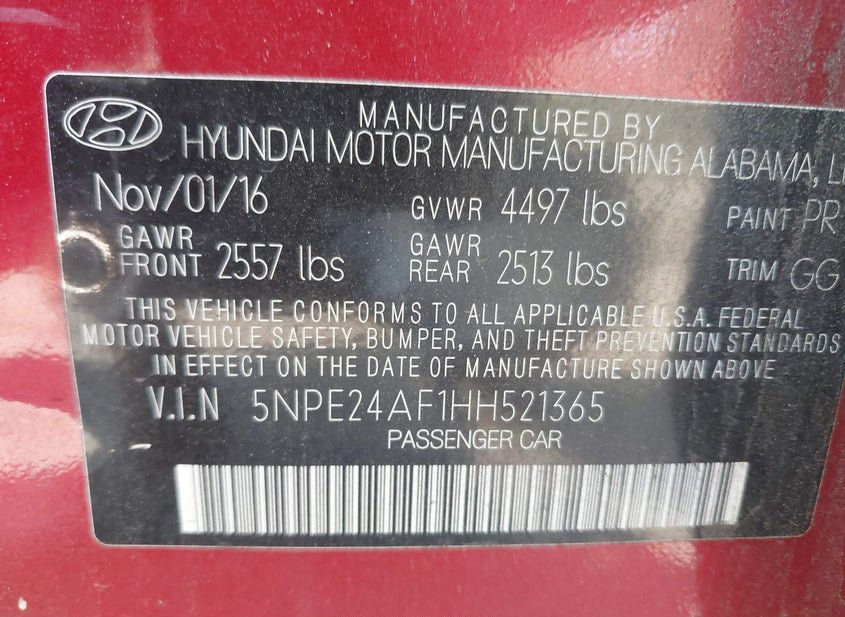 MANUFACTURED BY
HYUNDAI MOTOR MANUFACTURING ALABAMA,
Nov/01/16 GVWR 4497 lbs PAINT PR
GAWR FRONT 2557 lbs GAWR REAR 2513 lbs TRIM GG
THIS VEHICLE CONFORMS TO ALL APPLICABLE U.S.A. FEDERAL
MOTOR VEHICLE SAFETY, BUMPER, AND THEFT PREVENTION STANDARDS
IN EFFECT ON THE DATE OF MANUFACTURE SHOWN ABOVE
V.I.N 5NPE24AF1HH521365
PASSENGER CAR